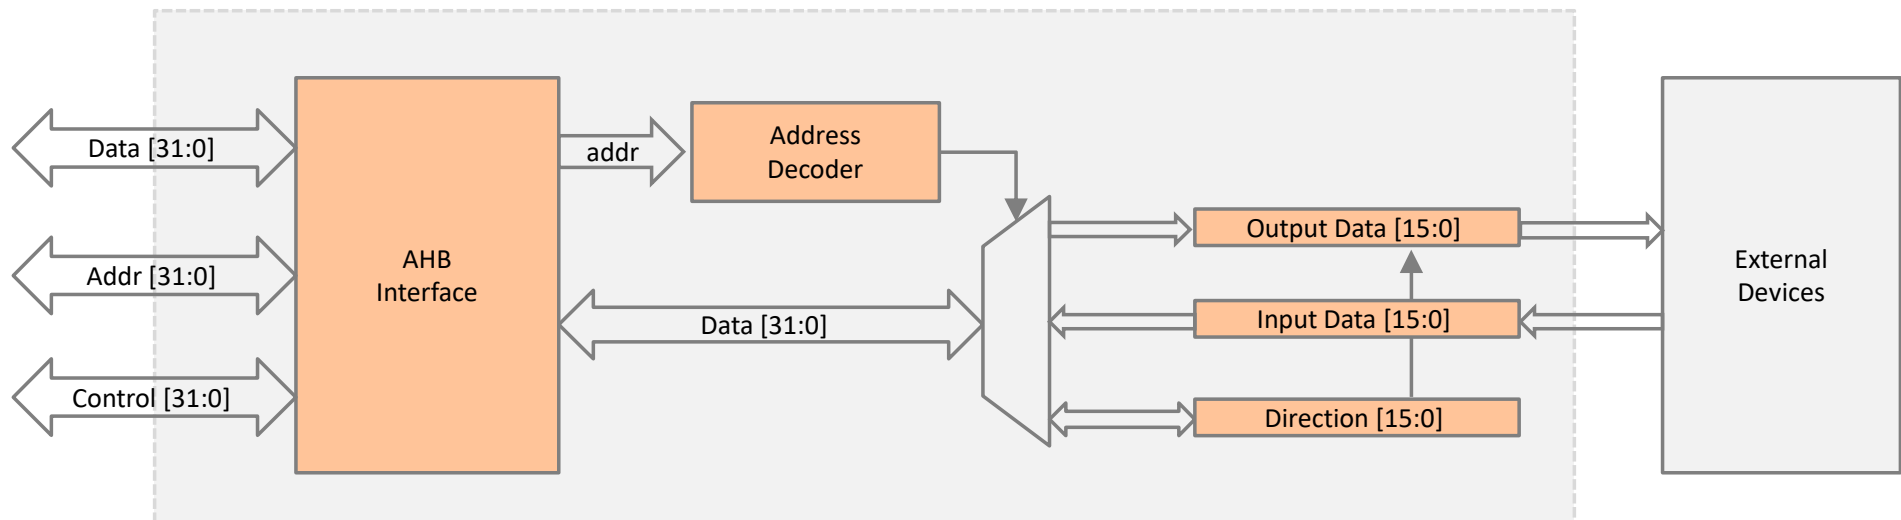 Data [31:0]
Addr [31:0]
Control [31:0]
AHB
Interface
addr
Address
Decoder
Data [31:0]
Output Data [15:0]
Input Data [15:0]
Direction [15:0]
External
Devices